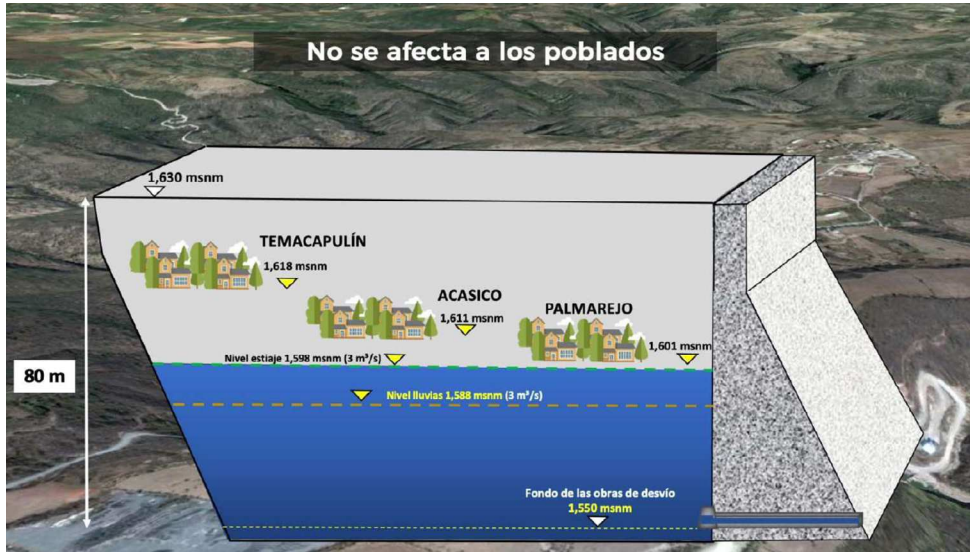 No se afecta a los poblados
1,630 msnm
TEMACAPULÍN
1,618 msnm
ACASICO
1,611 msnm
PALMAREJO
1,601 msnm
Nivel estiaje 1,598 msnm (3 m³/s)
80 m
Nivel lluvias 1,588 msnm (3 m³/s)
Fondo de las obras de desvío
1,550 msnm